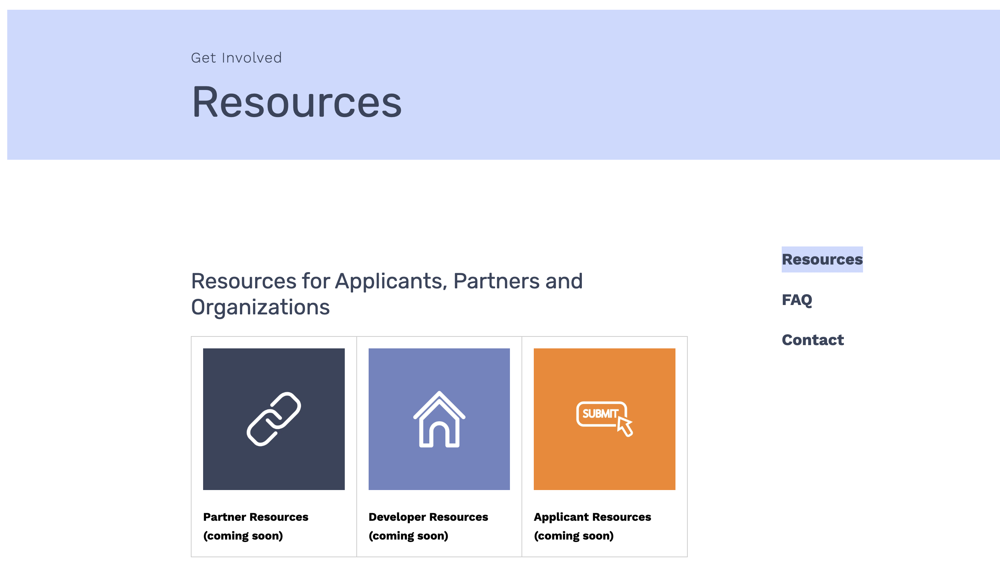 Get Involved
Resources
Resources for Applicants, Partners and
Organizations
SUBMIT
Partner Resources
(coming soon)
Developer Resources
(coming soon)
Applicant Resources
(coming soon)
Resources
FAQ
Contact